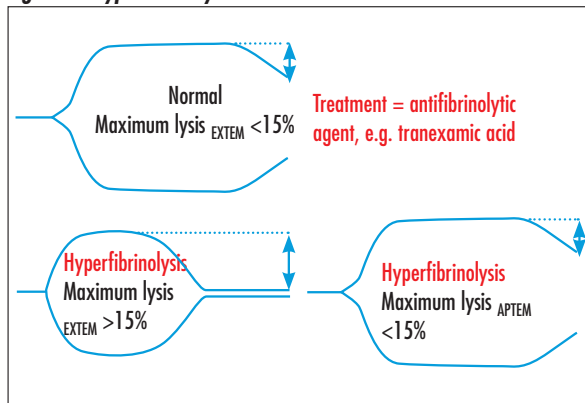 Normal
Maximum lysis EXTEM <15%
Treatment = antifibrinolytic
agent, e.g. tranexamic acid
Hyperfibrinolysis
Maximum lysis
EXTEM >15%
Hyperfibrinolysis
Maximum lysis APTEM
<15%